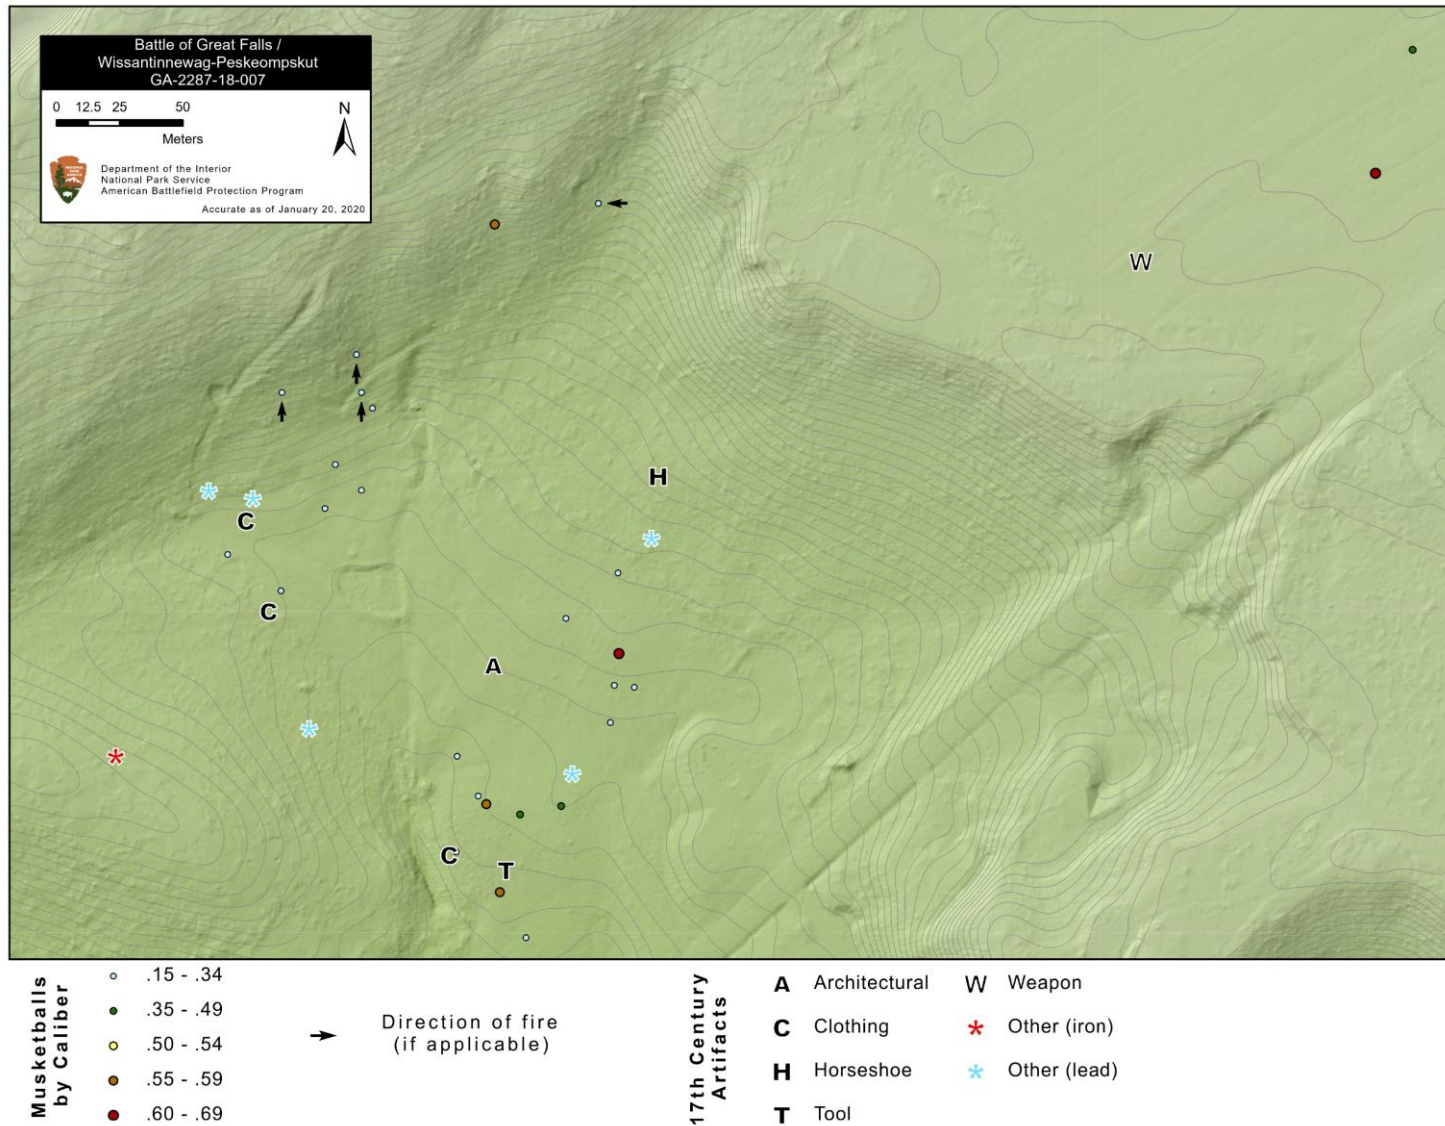 Battle of Great Falls /
Wissantinnewag-Peskeompskut
GA-2287-18-007
0 12.5 25 50
Meters
N
Department of the Interior
National Park Service
American Battlefield Protection Program
Accurate as of January 20, 2020
W
H
C
C
A
C
T
Musketballs
by Caliber
.15 - .34
.35 - .49
.50 - .54
.55 - .59
.60 - .69
Direction of fire
(if applicable)
17th Century
Artifacts
A Architectural
C Clothing
H Horseshoe
T Tool
W Weapon
* Other (iron)
* Other (lead)